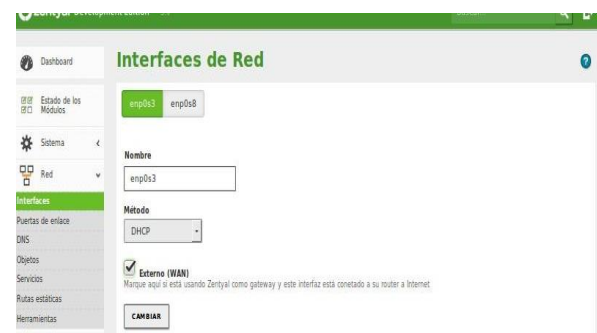 Dashboard
Estado de los
Módulos
Sistema
Red
Interfaces
Puertas de enlace
DNS
Objetos
Servicios
Rutas estáticas
Herramientas
Interfaces de Red
enp0s3 enp0s8
Nombre
enp0s3
Método
DHCP
Externo (WAN)
Marque aquí si está usando Zentyal como gateway y este interfaz está conetado a su router a Internet
CAMBIAR